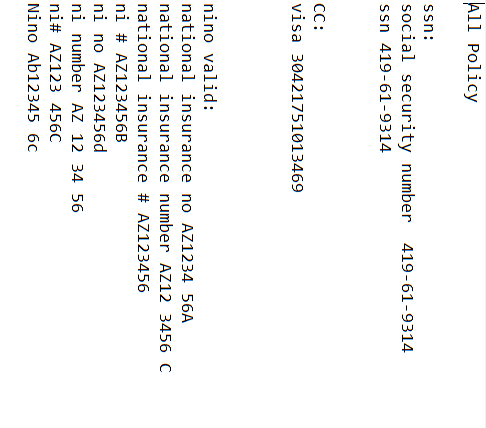 All Policy
ssn:
social security number  419-61-9314
ssn 419-61-9314
CC:
visa 30421751013469
nino valid:
national insurance no AZ1234 56A
national insurance number AZ12 3456 C
national insurance # AZ123456
ni # AZ123456B
ni no AZ123456d
ni number AZ 12 34 56
ni# AZ123 456C
Nino Ab12345 6c